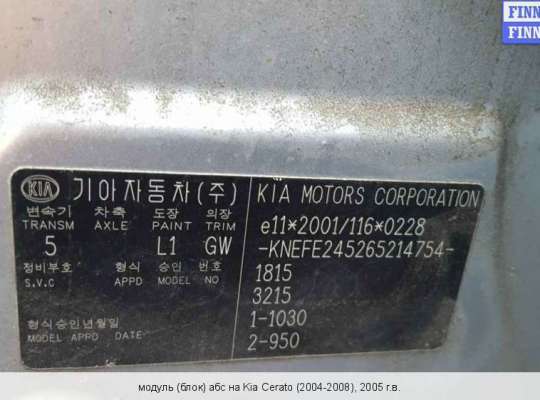 FINN
FINN
KIA 기아자동차(주) KIA MOTORS CORPORATION
변속기 차축 도장 의장
TRANSM AXLE PAINT TRIM
5 L1 GW
정비부호 형식 승인 번호
S.V.C APPD MODEL NO
형식승인년월일
MODEL APPD DATE
e11*2001/116*0228
-KNEFE245265214754-
1815
3215
1-1030
2-950
модуль (блок) абс на Kia Cerato (2004-2008), 2005 г.в.